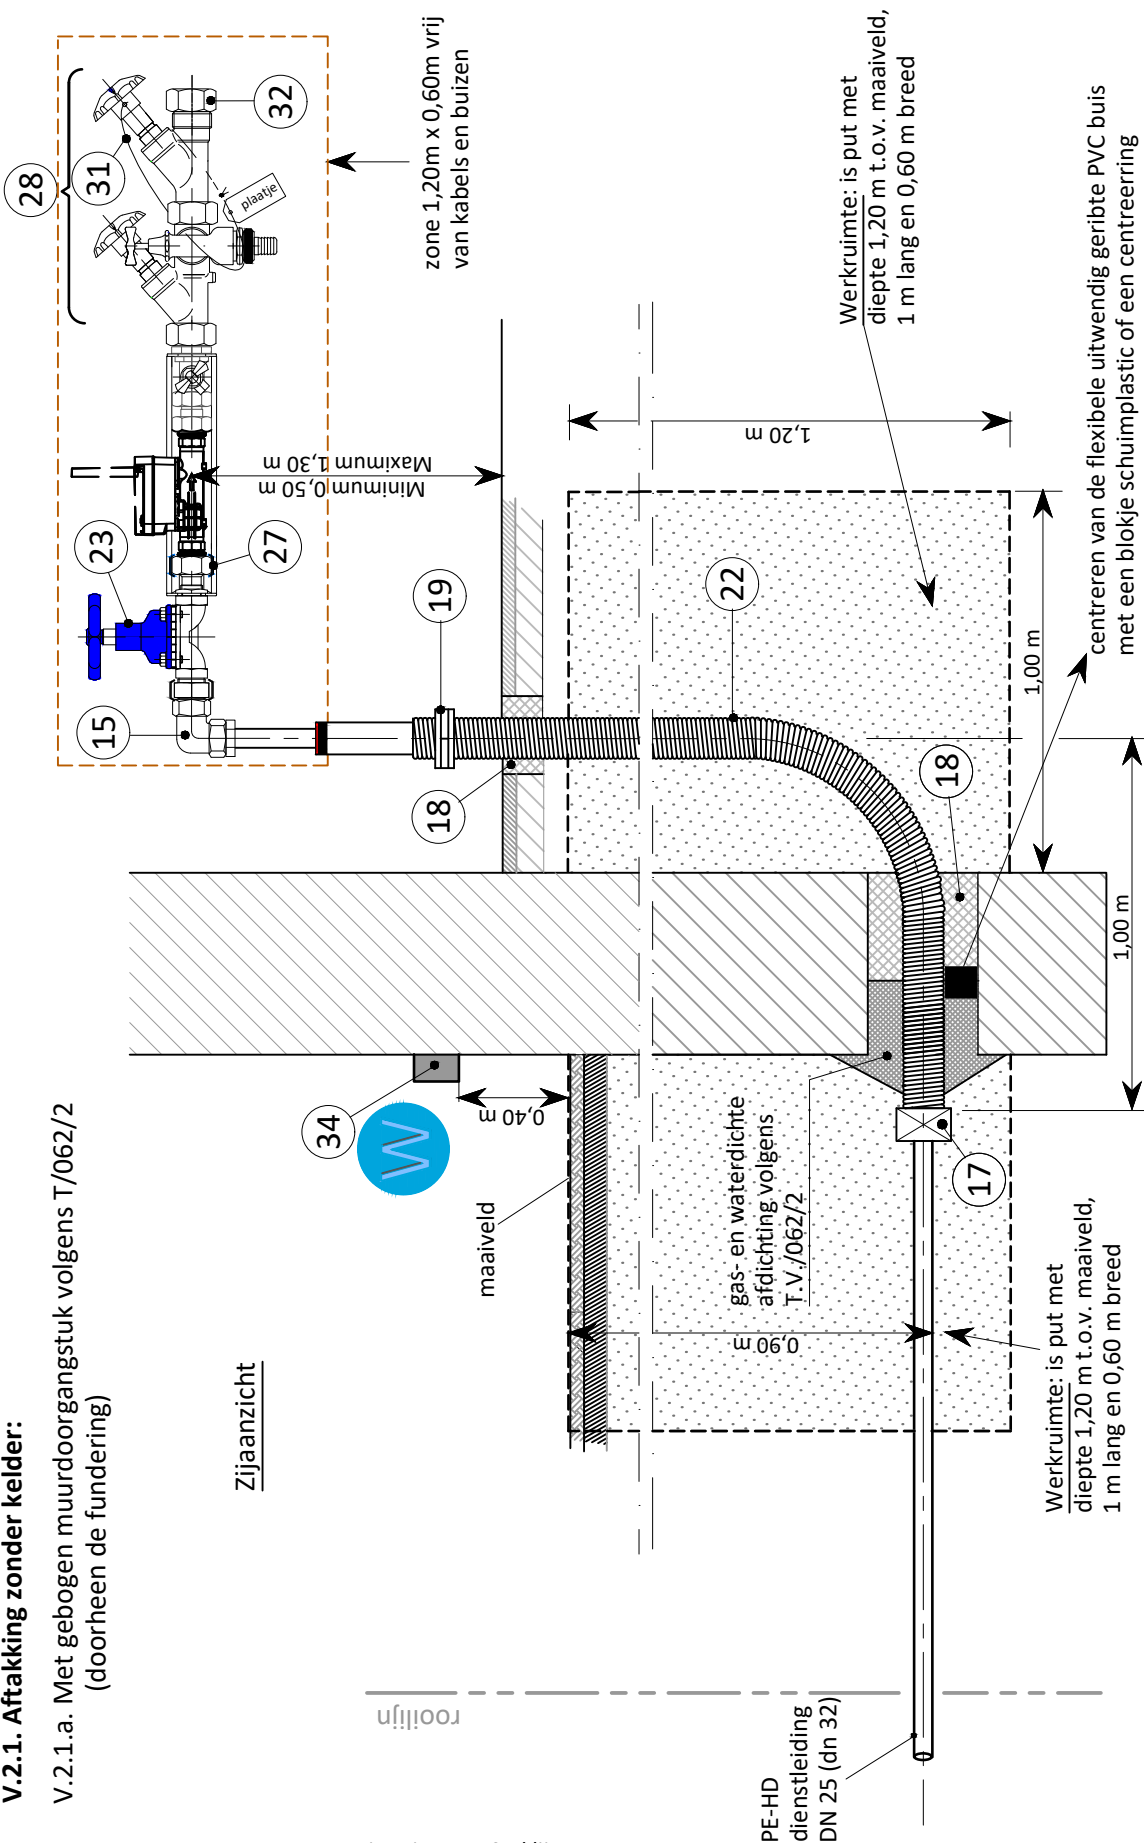 V.2.1. Aftakking zonder kelder:
V.2.1.a. Met gebogen muurdoorgangstuk volgens T/062/2
(doorheen de fundering)
Zijaanzicht
28
31
32
plaatje
zone 1,20m x 0,60m vrij
van kabels en buizen
23
27
15
Minimum 0,50 m
Maximum 1,30 m
19
18
34
W
0,40 m
maaiveld
Werkruimte: is put met
diepte 1,20 m t.o.v. maaiveld,
1 m lang en 0,60 m breed
1,20 m
22
1,00 m
centreren van de flexibele uitwendig geribte PVC buis
met een blokje schuimplastic of een centreerring
18
1,00 m
gas- en waterdichte
afdichting volgens
T.V./062/2
0,90 m
17
Werkruimte: is put met
diepte 1,20 m t.o.v. maaiveld,
1 m lang en 0,60 m breed
rooilijn
PE-HD
dienstleiding
DN 25 (dn 32)